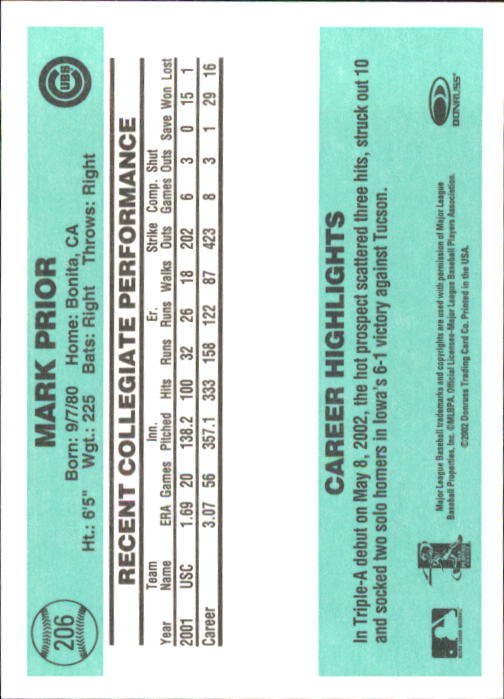 206
MARK PRIOR
Born: 9/7/80 Home: Bonita, CA
Ht.: 6'5" Wgt.: 225 Bats: Right Throws: Right
CUBS
RECENT COLLEGIATE PERFORMANCE
Year Team Name ERA Games Inn. Pitched Hits Runs Er. Runs Walks Strike Outs Comp. Games Shut Outs Save Won Lost
2001 USC 1.69 20 138.2 100 32 26 18 202 6 3 0 15 1
Career 3.07 56 357.1 333 158 122 87 423 8 3 1 29 16
CAREER HIGHLIGHTS
In Triple-A debut on May 8, 2002, the hot prospect scattered three hits, struck out 10
and socked two solo homers in Iowa's 6-1 victory against Tucson.
Major League Baseball trademarks and copyrights are used with permission of Major League
Baseball Properties, Inc. ©MLBPA, Official Licensee-Major League Baseball Players Association.
©2002 Donruss Trading Card Co. Printed in the USA.
DONRUSS